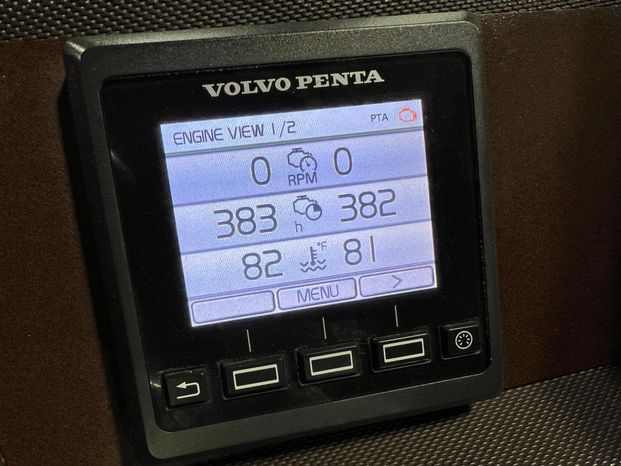 VOLVO PENTA
ENGINE VIEW 1/2 PTA
0 RPM 0
383 h 382
82 °F 81
MENU >